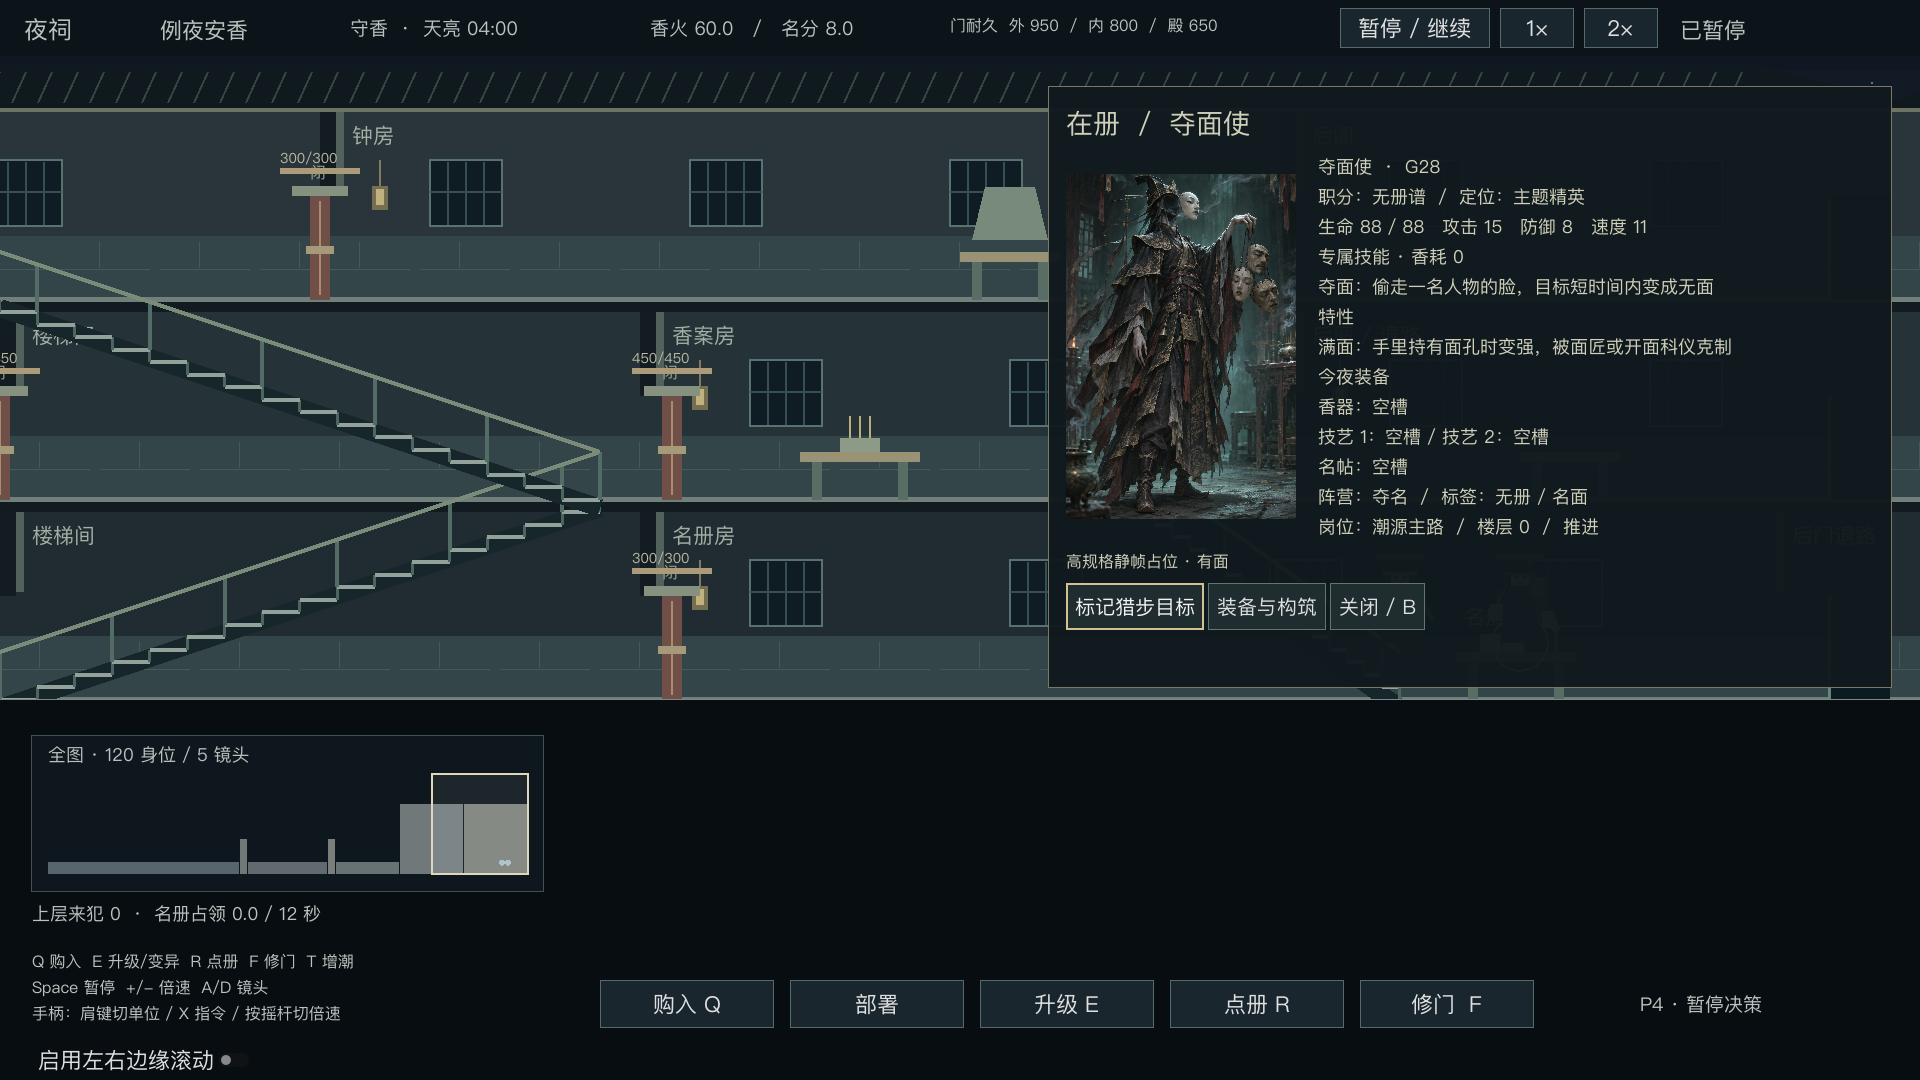 夜祠
例夜安香
守香 · 天亮 04:00
香火 60.0 / 名分 8.0
门耐久 外 950 / 内 800 / 殿 650
暂停 / 继续
1×
2×
已暂停
钟房
300/300
闭
在册 / 夺面使
夺面使 · G28
职分：无册谱 / 定位：主题精英
生命 88 / 88 攻击 15 防御 8 速度 11
专属技能 · 香耗 0
夺面：偷走一名人物的脸，目标短时间内变成无面
特性
满面：手里持有面孔时变强，被面匠或开面科仪克制
今夜装备
香器：空槽
技艺 1：空槽 / 技艺 2：空槽
名帖：空槽
阵营：夺名 / 标签：无册 / 名面
岗位：潮源主路 / 楼层 0 / 推进
高规格静帧占位 · 有面
标记猎步目标
装备与构筑
关闭 / B
50
香案房
450/450
闭
楼梯间
名册房
300/300
闭
后门退路
全图 · 120 身位 / 5 镜头
上层来犯 0 · 名册占领 0.0 / 12 秒
Q 购入 E 升级/变异 R 点册 F 修门 T 增潮
Space 暂停 +/− 倍速 A/D 镜头
手柄：肩键切单位 / X 指令 / 按摇杆切倍速
启用左右边缘滚动
购入 Q
部署
升级 E
点册 R
修门 F
P4 · 暂停决策